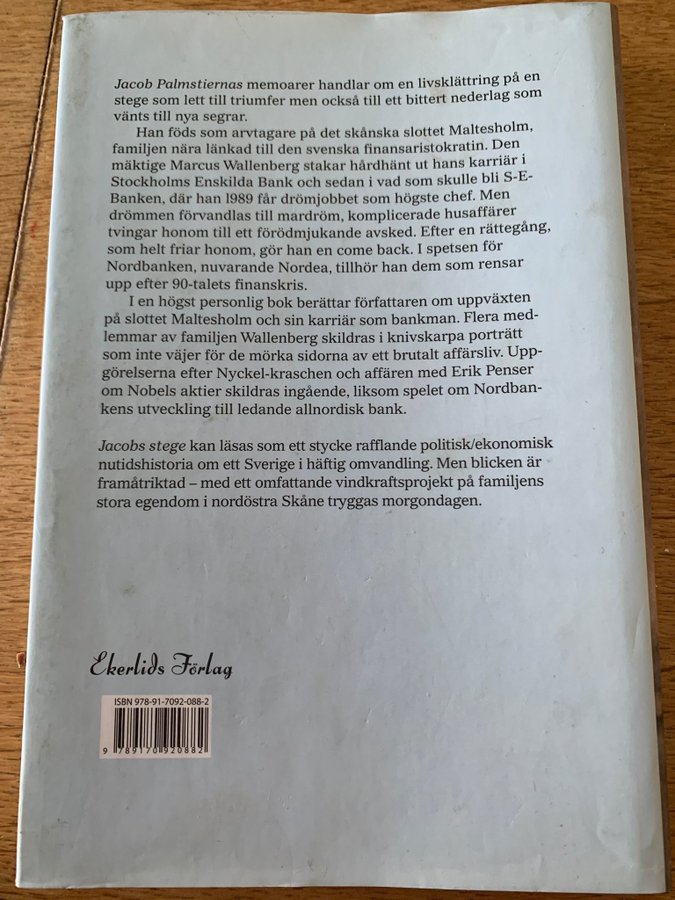 Jacob Palmstiernas memoarer handlar om en livsklättring på en
stege som lett till triumfer men också till ett bittert nederlag som
vänts till nya segrar.
Han föds som arvtagare på det skånska slottet Maltesholm,
familjen nära länkad till den svenska finansaristokratin. Den
mäktige Marcus Wallenberg stakar hårdhänt ut hans karriär i
Stockholms Enskilda Bank och sedan i vad som skulle bli S-E-
Banken, där han 1989 får drömjobbet som högste chef. Men
drömmen förvandlas till mardröm, komplicerade husaffärer
tvingar honom till ett förödmjukande avsked. Efter en rättegång,
som helt friar honom, gör han en come back. I spetsen för
Nordbanken, nuvarande Nordea, tillhör han dem som rensar
upp efter 90-talets finanskris.
I en högst personlig bok berättar författaren om uppväxten
på slottet Maltesholm och sin karriär som bankman. Flera med-
lemmar av familjen Wallenberg skildras i knivskarpa porträtt
som inte väjer för de mörka sidorna av ett brutalt affärsliv. Upp-
görelserna efter Nyckel-kraschen och affären med Erik Penser
om Nobels aktier skildras ingående, liksom spelet om Nordban-
kens utveckling till ledande allnordisk bank.
Jacobs stege kan läsas som ett stycke rafflande politisk/ekonomisk
nutidshistoria om ett Sverige i häftig omvandling. Men blicken är
framåtriktad – med ett omfattande vindkraftsprojekt på familjens
stora egendom i nordöstra Skåne tryggas morgondagen.
Ekerlids Förlag
ISBN 978-91-7092-088-2
9 789170 920882